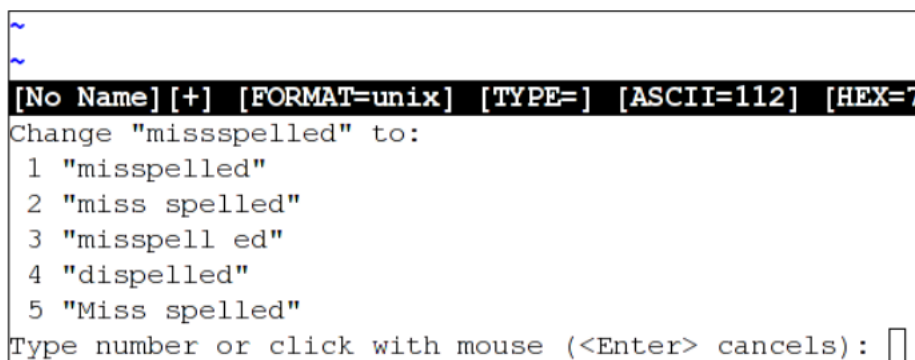 ~
~
[No Name][+] [FORMAT=unix] [TYPE=] [ASCII=112] [HEX=7
Change "missspelled" to:
1 "misspelled"
2 "miss spelled"
3 "misspell ed"
4 "dispelled"
5 "Miss spelled"
Type number or click with mouse (<Enter> cancels):